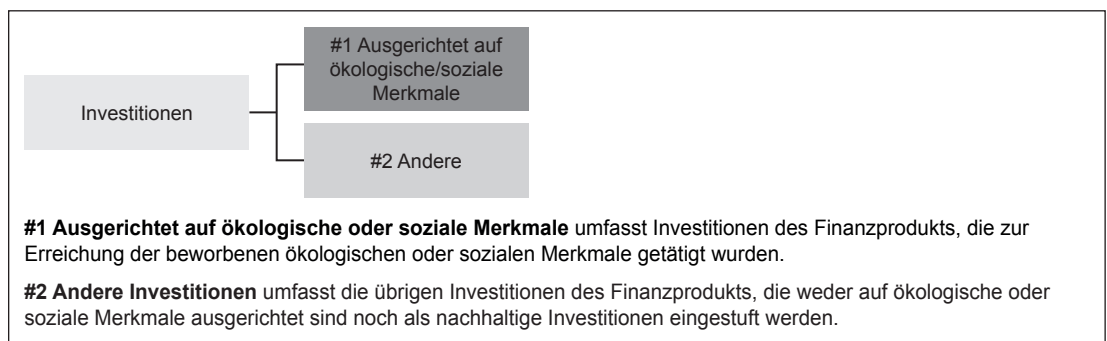 #1 Ausgerichtet auf
ökologische/soziale
Merkmale
Investitionen
#2 Andere
#1 Ausgerichtet auf ökologische oder soziale Merkmale umfasst Investitionen des Finanzprodukts, die zur
Erreichung der beworbenen ökologischen oder sozialen Merkmale getätigt wurden.
#2 Andere Investitionen umfasst die übrigen Investitionen des Finanzprodukts, die weder auf ökologische oder
soziale Merkmale ausgerichtet sind noch als nachhaltige Investitionen eingestuft werden.